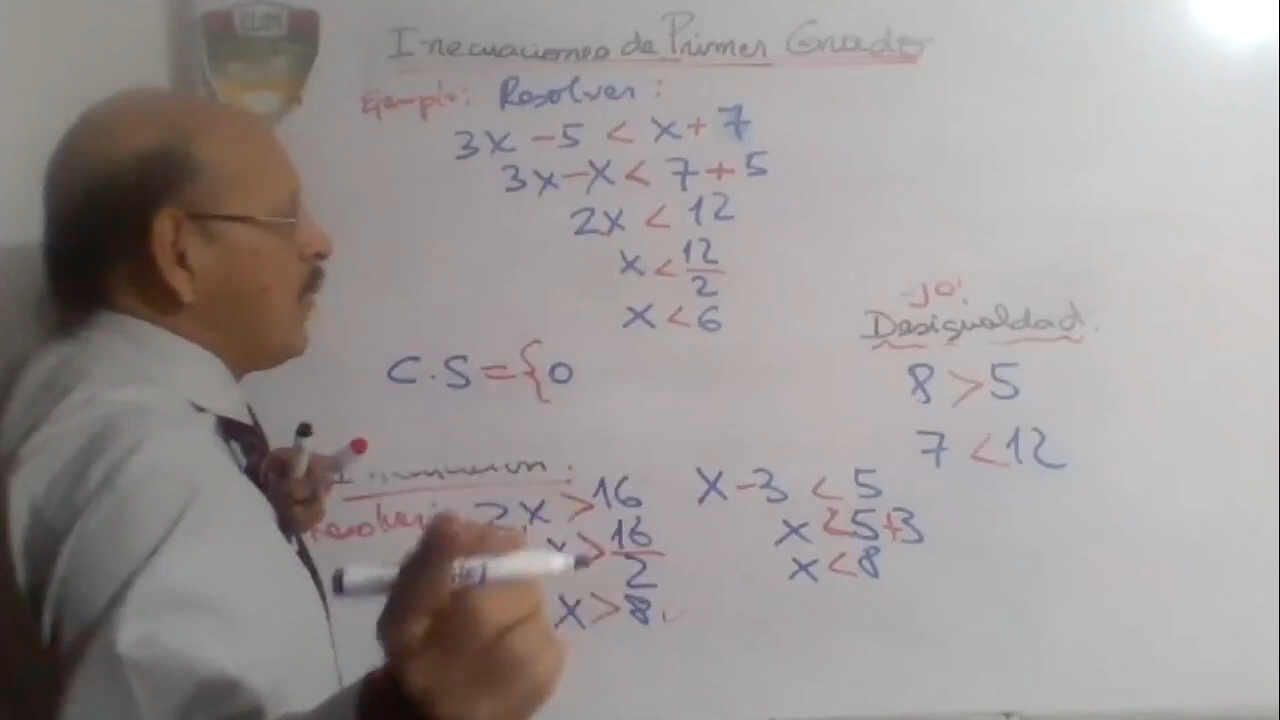 Inecuaciones de Primer Grado
Ejemplo: Resolver:
3x - 5 < x + 7
3x - x < 7 + 5
2x < 12
x < 12/2
x < 6
C.S = {0
Desigualdad.
8 > 5
7 < 12
2x > 16
x > 16/2
x > 8
x - 3 < 5
x < 5 + 3
x < 8